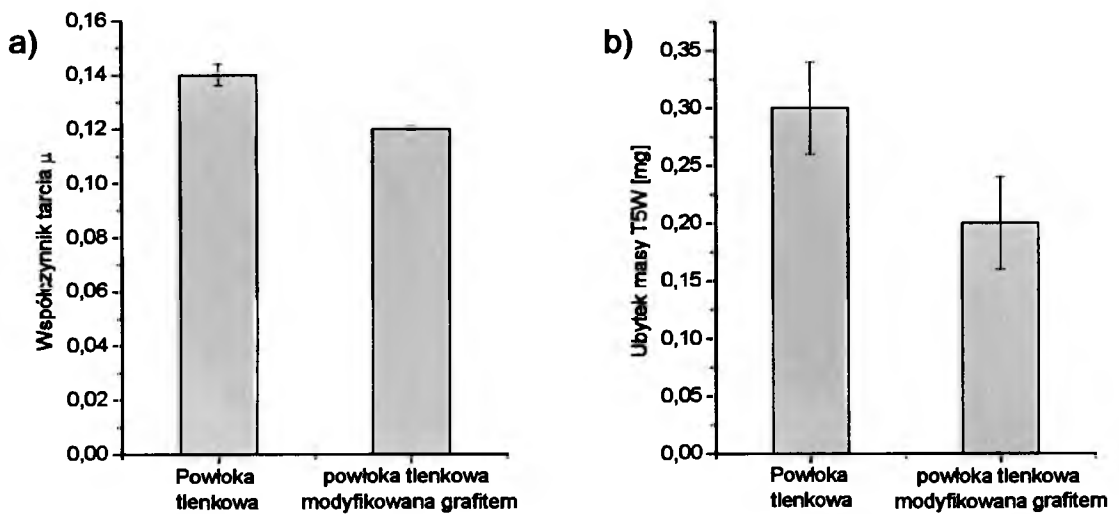 a)
Współczynnik tarcia μ
0,16
0,14
0,12
0,10
0,08
0,06
0,04
0,02
0,00
Powłoka
tlenkowa
powłoka tlenkowa
modyfikowana grafitem
b)
Ubytek masy T5W [mg]
0,35
0,30
0,25
0,20
0,15
0,10
0,05
0,00
Powłoka
tlenkowa
powłoka tlenkowa
modyfikowana grafitem